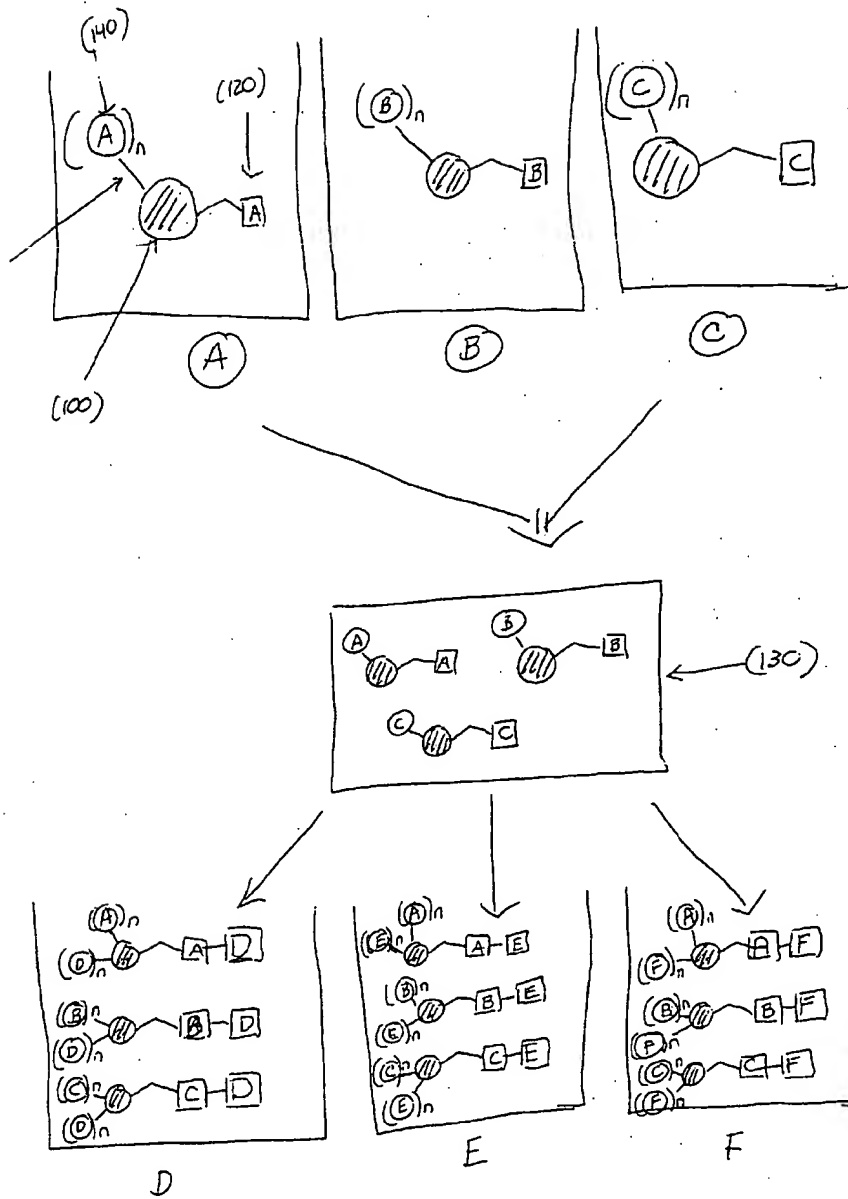 (140)
(120)
(A)n
A
(B)n
B
(C)n
C
(100)
A
B
C
A
A
B
B
C
C
(130)
(A)n
(D)n
A D
(B)n
(D)n
B D
(C)n
(D)n
C D
D
(A)n
(E)n
A E
(B)n
(E)n
B E
(C)n
(E)n
C E
E
(A)n
(F)n
A F
(B)n
B F
(C)n
(F)n
C F
F